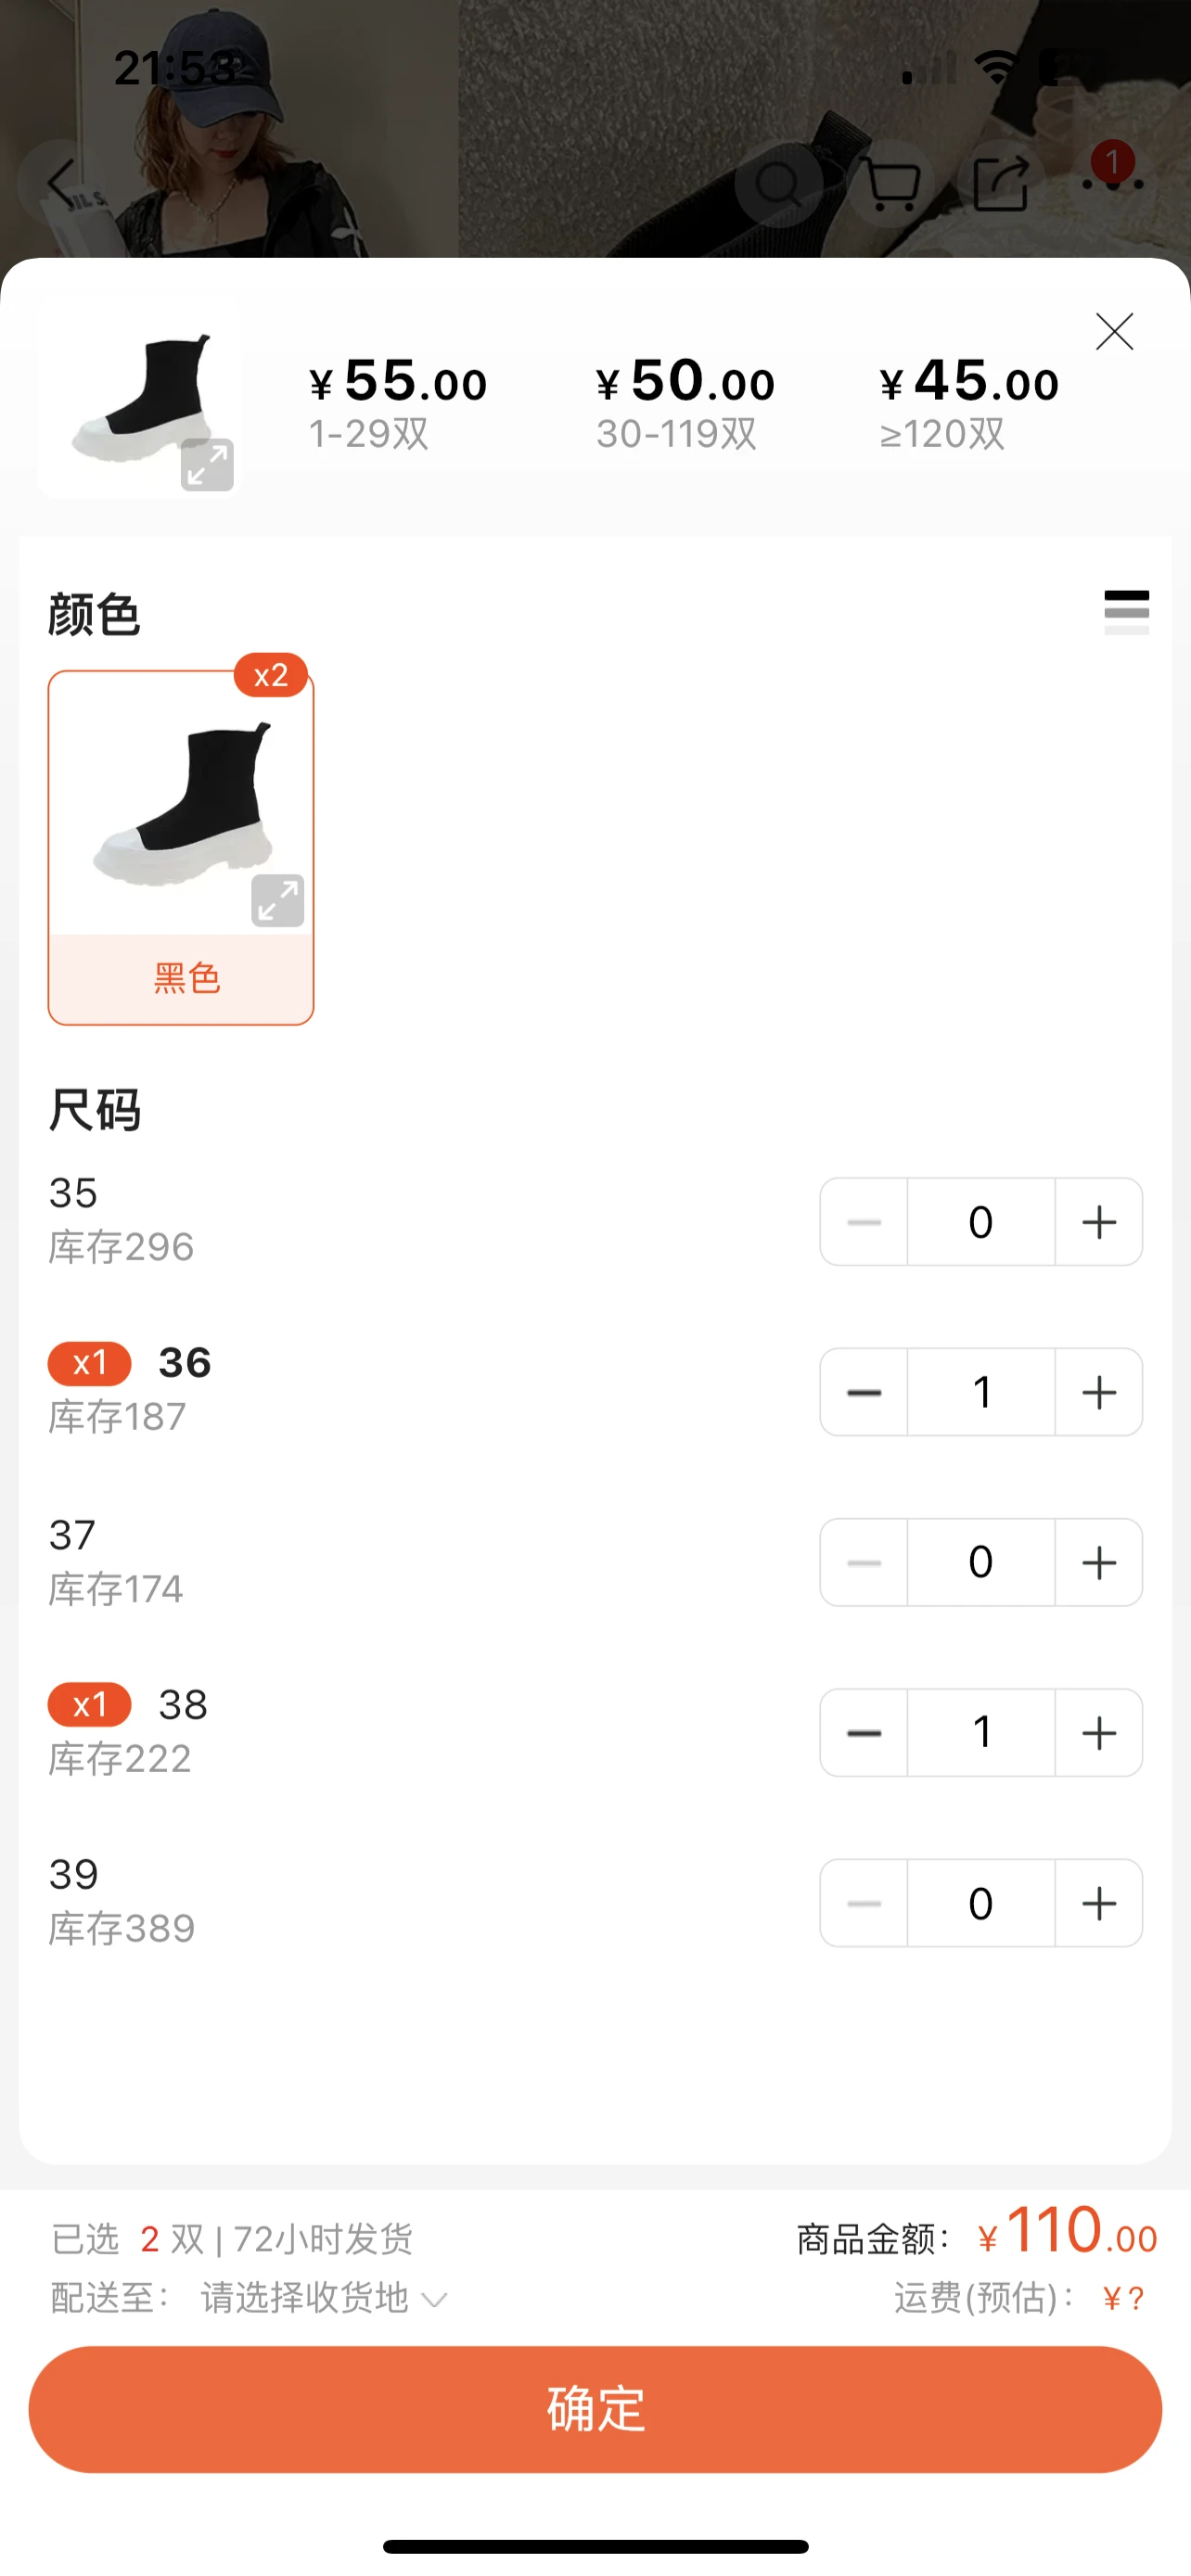 21:53
1
¥55.00 ¥50.00 ¥45.00
1-29双 30-119双 ≥120双
颜色
x2
黑色
尺码
35
库存296
0
x1 36
库存187
1
37
库存174
0
x1 38
库存222
1
39
库存389
0
已选 2 双 | 72小时发货 商品金额: ¥110.00
配送至: 请选择收货地 运费(预估): ¥?
确定